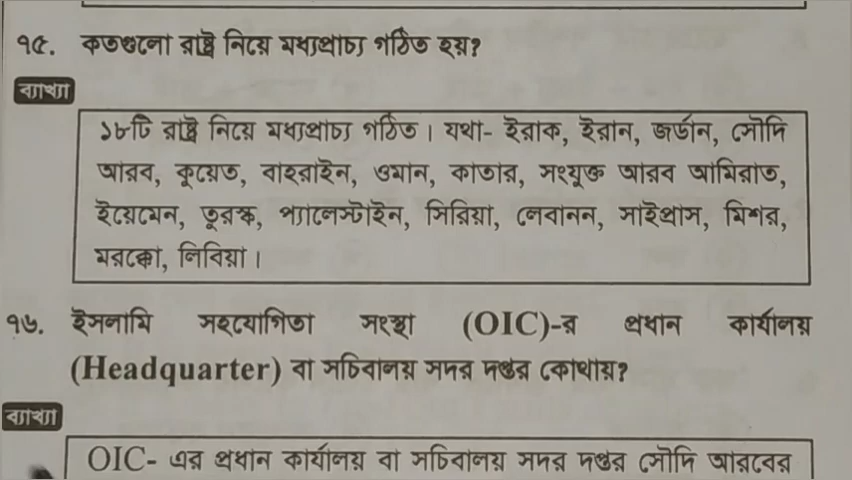 ৭৫. কতগুলো রাষ্ট্র নিয়ে মধ্যপ্রাচ্য গঠিত হয়?
ব্যাখ্যা
১৮টি রাষ্ট্র নিয়ে মধ্যপ্রাচ্য গঠিত। যথা- ইরাক, ইরান, জর্ডান, সৌদি
আরব, কুয়েত, বাহরাইন, ওমান, কাতার, সংযুক্ত আরব আমিরাত,
ইয়েমেন, তুরস্ক, প্যালেস্টাইন, সিরিয়া, লেবানন, সাইপ্রাস, মিশর,
মরক্কো, লিবিয়া।
৭৬. ইসলামি সহযোগিতা সংস্থা (OIC)-র প্রধান কার্যালয়
(Headquarter) বা সচিবালয় সদর দপ্তর কোথায়?
ব্যাখ্যা
OIC- এর প্রধান কার্যালয় বা সচিবালয় সদর দপ্তর সৌদি আরবের